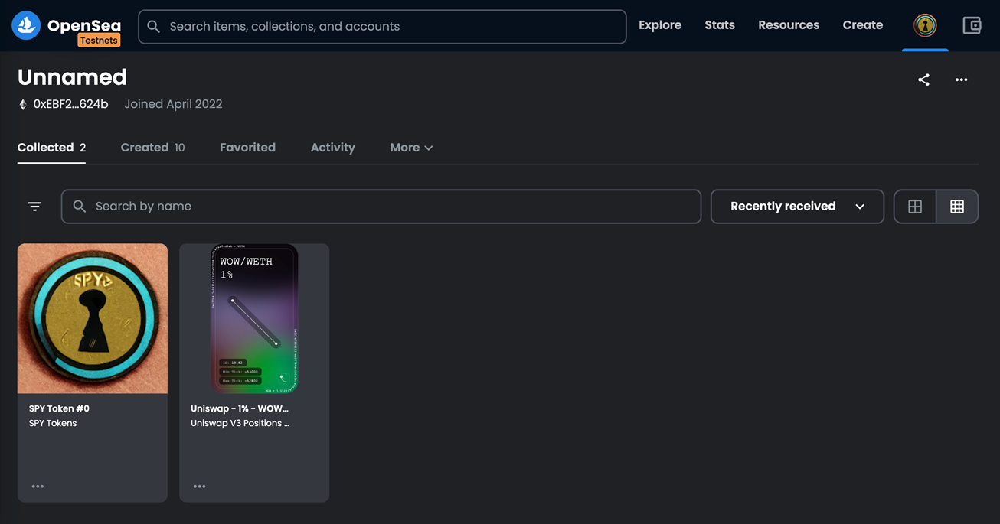 OpenSea
Testnets
Search items, collections, and accounts
Explore
Stats
Resources
Create
Unnamed
0xEBF2...624b
Joined April 2022
Collected 2
Created 10
Favorited
Activity
More
Search by name
Recently received
SPY
WOW/WETH
1%
ID: 19182
Min Tick: -53000
Max Tick: -52800
SPY Token #0
SPY Tokens
Uniswap - 1% - WOW...
Uniswap V3 Positions ...